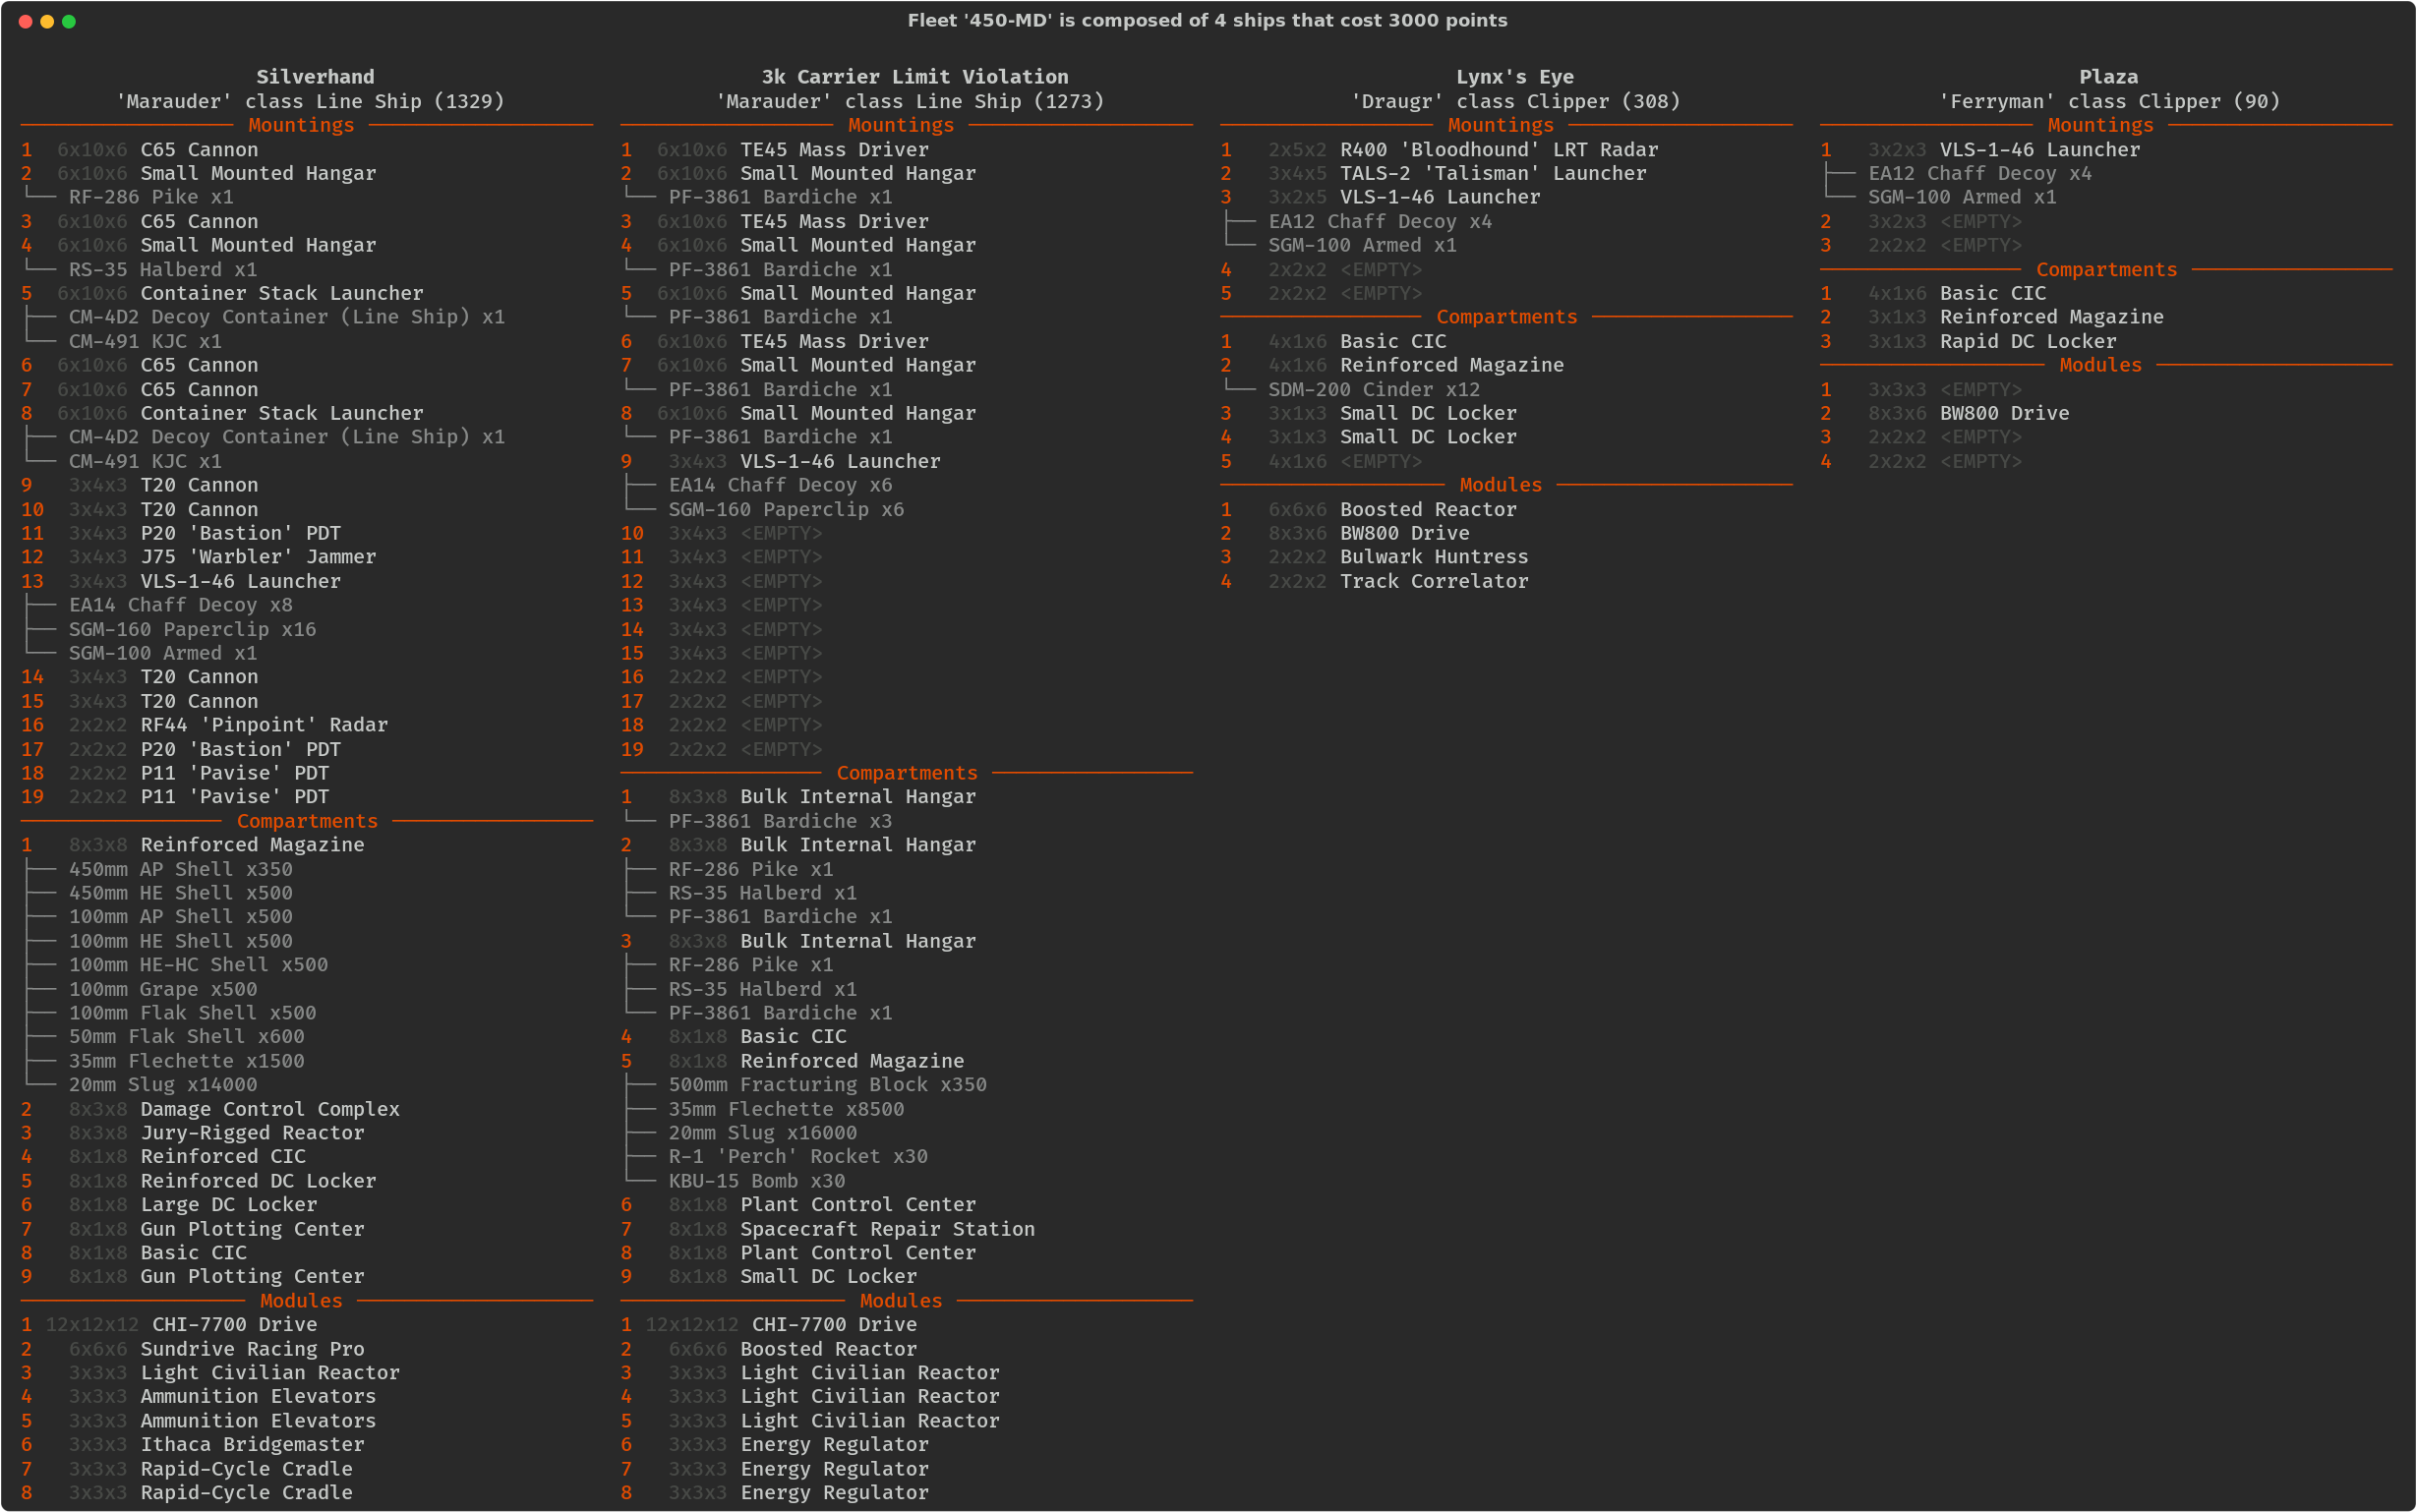 Fleet '450-MD' is composed of 4 ships that cost 3000 points
Silverhand
'Marauder' class Line Ship (1329)
Mountings
1 6x10x6 C65 Cannon
2 6x10x6 Small Mounted Hangar
RF-286 Pike x1
3 6x10x6 C65 Cannon
4 6x10x6 Small Mounted Hangar
RS-35 Halberd x1
5 6x10x6 Container Stack Launcher
CM-4D2 Decoy Container (Line Ship) x1
CM-491 KJC x1
6 6x10x6 C65 Cannon
7 6x10x6 C65 Cannon
8 6x10x6 Container Stack Launcher
CM-4D2 Decoy Container (Line Ship) x1
CM-491 KJC x1
9 3x4x3 T20 Cannon
10 3x4x3 T20 Cannon
11 3x4x3 P20 'Bastion' PDT
12 3x4x3 J75 'Warbler' Jammer
13 3x4x3 VLS-1-46 Launcher
EA14 Chaff Decoy x8
SGM-160 Paperclip x16
SGM-100 Armed x1
14 3x4x3 T20 Cannon
15 3x4x3 T20 Cannon
16 2x2x2 RF44 'Pinpoint' Radar
17 2x2x2 P20 'Bastion' PDT
18 2x2x2 P11 'Pavise' PDT
19 2x2x2 P11 'Pavise' PDT
Compartments
1 8x3x8 Reinforced Magazine
450mm AP Shell x350
450mm HE Shell x500
100mm AP Shell x500
100mm HE Shell x500
100mm HE-HC Shell x500
100mm Grape x500
100mm Flak Shell x500
50mm Flak Shell x600
35mm Flechette x1500
20mm Slug x14000
2 8x3x8 Damage Control Complex
3 8x3x8 Jury-Rigged Reactor
4 8x1x8 Reinforced CIC
5 8x1x8 Reinforced DC Locker
6 8x1x8 Large DC Locker
7 8x1x8 Gun Plotting Center
8 8x1x8 Basic CIC
9 8x1x8 Gun Plotting Center
Modules
1 12x12x12 CHI-7700 Drive
2 6x6x6 Sundrive Racing Pro
3 3x3x3 Light Civilian Reactor
4 3x3x3 Ammunition Elevators
5 3x3x3 Ammunition Elevators
6 3x3x3 Ithaca Bridgemaster
7 3x3x3 Rapid-Cycle Cradle
8 3x3x3 Rapid-Cycle Cradle
3k Carrier Limit Violation
'Marauder' class Line Ship (1273)
Mountings
1 6x10x6 TE45 Mass Driver
2 6x10x6 Small Mounted Hangar
PF-3861 Bardiche x1
3 6x10x6 TE45 Mass Driver
4 6x10x6 Small Mounted Hangar
PF-3861 Bardiche x1
5 6x10x6 Small Mounted Hangar
PF-3861 Bardiche x1
6 6x10x6 TE45 Mass Driver
7 6x10x6 Small Mounted Hangar
PF-3861 Bardiche x1
8 6x10x6 Small Mounted Hangar
PF-3861 Bardiche x1
9 3x4x3 VLS-1-46 Launcher
EA14 Chaff Decoy x6
SGM-160 Paperclip x6
10 3x4x3 <EMPTY>
11 3x4x3 <EMPTY>
12 3x4x3 <EMPTY>
13 3x4x3 <EMPTY>
14 3x4x3 <EMPTY>
15 3x4x3 <EMPTY>
16 2x2x2 <EMPTY>
17 2x2x2 <EMPTY>
18 2x2x2 <EMPTY>
19 2x2x2 <EMPTY>
Compartments
1 8x3x8 Bulk Internal Hangar
PF-3861 Bardiche x3
2 8x3x8 Bulk Internal Hangar
RF-286 Pike x1
RS-35 Halberd x1
PF-3861 Bardiche x1
3 8x3x8 Bulk Internal Hangar
RF-286 Pike x1
RS-35 Halberd x1
PF-3861 Bardiche x1
4 8x1x8 Basic CIC
5 8x1x8 Reinforced Magazine
500mm Fracturing Block x350
35mm Flechette x8500
20mm Slug x16000
R-1 'Perch' Rocket x30
KBU-15 Bomb x30
6 8x1x8 Plant Control Center
7 8x1x8 Spacecraft Repair Station
8 8x1x8 Plant Control Center
9 8x1x8 Small DC Locker
Modules
1 12x12x12 CHI-7700 Drive
2 6x6x6 Boosted Reactor
3 3x3x3 Light Civilian Reactor
4 3x3x3 Light Civilian Reactor
5 3x3x3 Light Civilian Reactor
6 3x3x3 Energy Regulator
7 3x3x3 Energy Regulator
8 3x3x3 Energy Regulator
Lynx's Eye
'Draugr' class Clipper (308)
Mountings
1 2x5x2 R400 'Bloodhound' LRT Radar
2 3x4x5 TALS-2 'Talisman' Launcher
3 3x2x5 VLS-1-46 Launcher
EA12 Chaff Decoy x4
SGM-100 Armed x1
4 2x2x2 <EMPTY>
5 2x2x2 <EMPTY>
Compartments
1 4x1x6 Basic CIC
2 4x1x6 Reinforced Magazine
SDM-200 Cinder x12
3 3x1x3 Small DC Locker
4 3x1x3 Small DC Locker
5 4x1x6 <EMPTY>
Modules
1 6x6x6 Boosted Reactor
2 8x3x6 BW800 Drive
3 2x2x2 Bulwark Huntress
4 2x2x2 Track Correlator
Plaza
'Ferryman' class Clipper (90)
Mountings
1 3x2x3 VLS-1-46 Launcher
EA12 Chaff Decoy x4
SGM-100 Armed x1
2 3x2x3 <EMPTY>
3 2x2x2 <EMPTY>
Compartments
1 4x1x6 Basic CIC
2 3x1x3 Reinforced Magazine
3 3x1x3 Rapid DC Locker
Modules
1 3x3x3 <EMPTY>
2 8x3x6 BW800 Drive
3 2x2x2 <EMPTY>
4 2x2x2 <EMPTY>